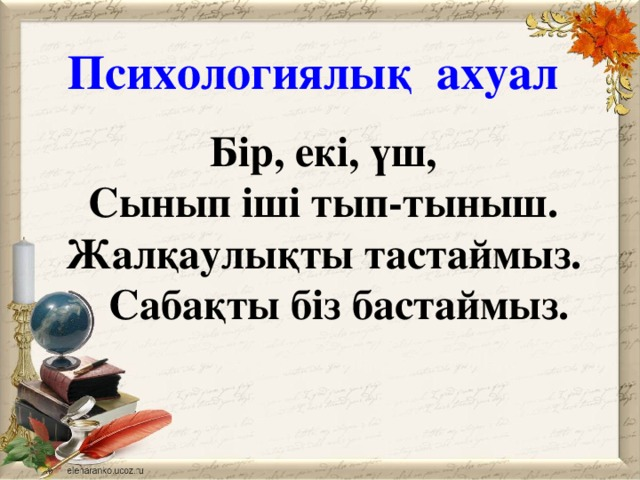 Психологиялық ахуал
Бір, екі, үш,
Сынып іші тып-тыныш.
Жалқаулықты тастаймыз.
Сабақты біз бастаймыз.
elenaranko.ucoz.ru